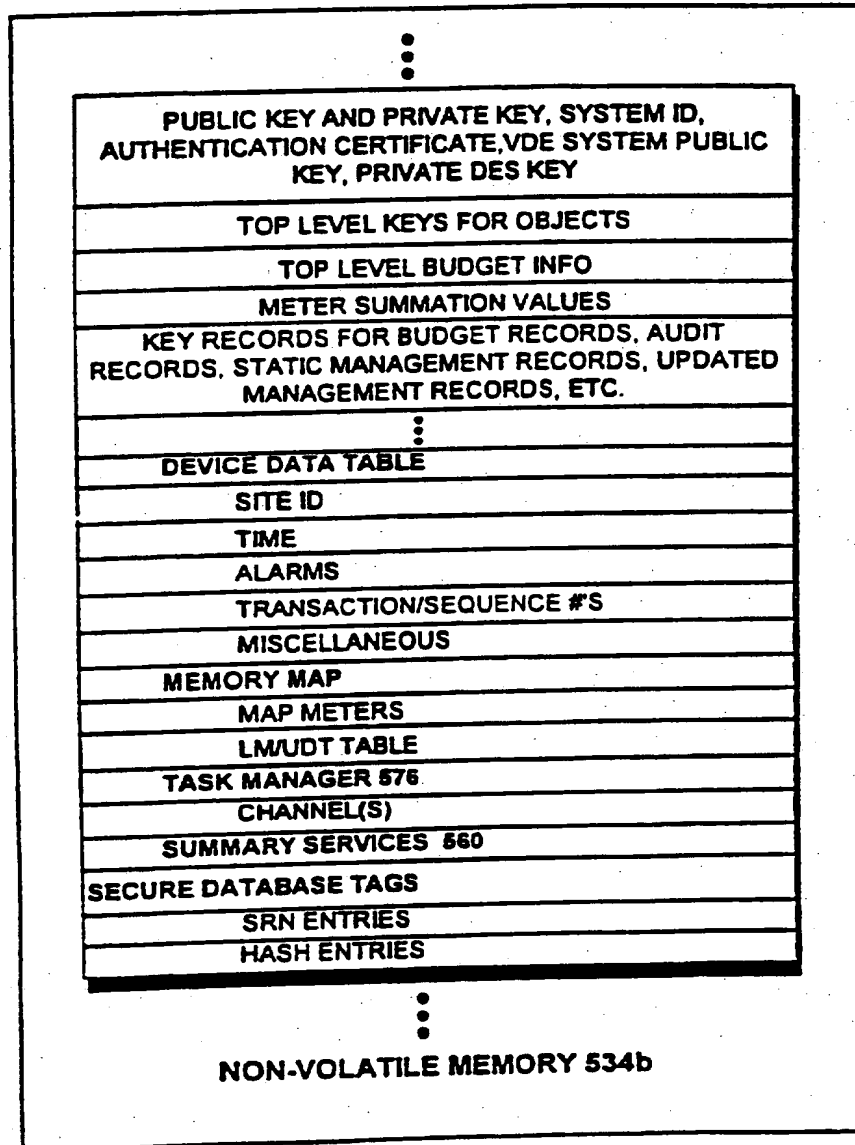 PUBLIC KEY AND PRIVATE KEY, SYSTEM ID,
AUTHENTICATION CERTIFICATE,VDE SYSTEM PUBLIC
KEY, PRIVATE DES KEY
TOP LEVEL KEYS FOR OBJECTS
TOP LEVEL BUDGET INFO
METER SUMMATION VALUES
KEY RECORDS FOR BUDGET RECORDS, AUDIT
RECORDS, STATIC MANAGEMENT RECORDS, UPDATED
MANAGEMENT RECORDS, ETC.
DEVICE DATA TABLE
SITE ID
TIME
ALARMS
TRANSACTION/SEQUENCE #'S
MISCELLANEOUS
MEMORY MAP
MAP METERS
LM/UDT TABLE
TASK MANAGER 576
CHANNEL(S)
SUMMARY SERVICES 560
SECURE DATABASE TAGS
SRN ENTRIES
HASH ENTRIES
NON-VOLATILE MEMORY 534b